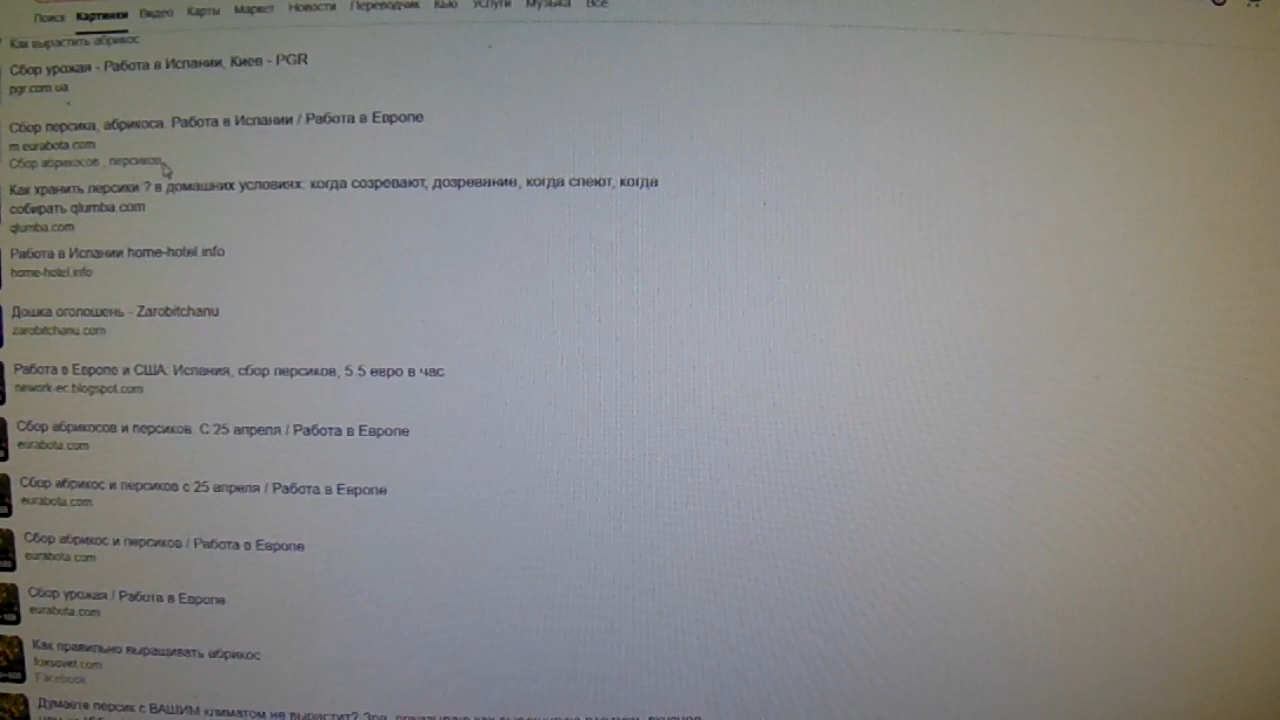 Поиск Картинки Видео Карты Маркет Новости Переводчик Кью Услуги Музыка Все
Как вырастить абрикос
Сбор урожая - Работа в Испании, Киев - PGR
pgr.com.ua
Сбор персика, абрикоса. Работа в Испании / Работа в Европе
m.eurabota.com
Сбор абрикосов , персиков
Как хранить персики ? в домашних условиях: когда созревают, дозревание, когда спеют, когда
собирать qlumba.com
qlumba.com
Работа в Испании home-hotel.info
home-hotel.info
Дошка оголошень - Zarobitchanu
zarobitchanu.com
Работа в Европе и США: Испания, сбор персиков, 5.5 евро в час
nework-ec.blogspot.com
Сбор абрикосов и персиков. С 25 апреля / Работа в Европе
eurabota.com
Сбор абрикос и персиков с 25 апреля / Работа в Европе
eurabota.com
Сбор абрикос и персиков / Работа в Европе
eurabota.com
Сбор урожая / Работа в Европе
eurabota.com
Как правильно выращивать абрикос
foxsovet.com
Facebook
Думаете персик с ВАШИМ климатом не вырастит? Зря,